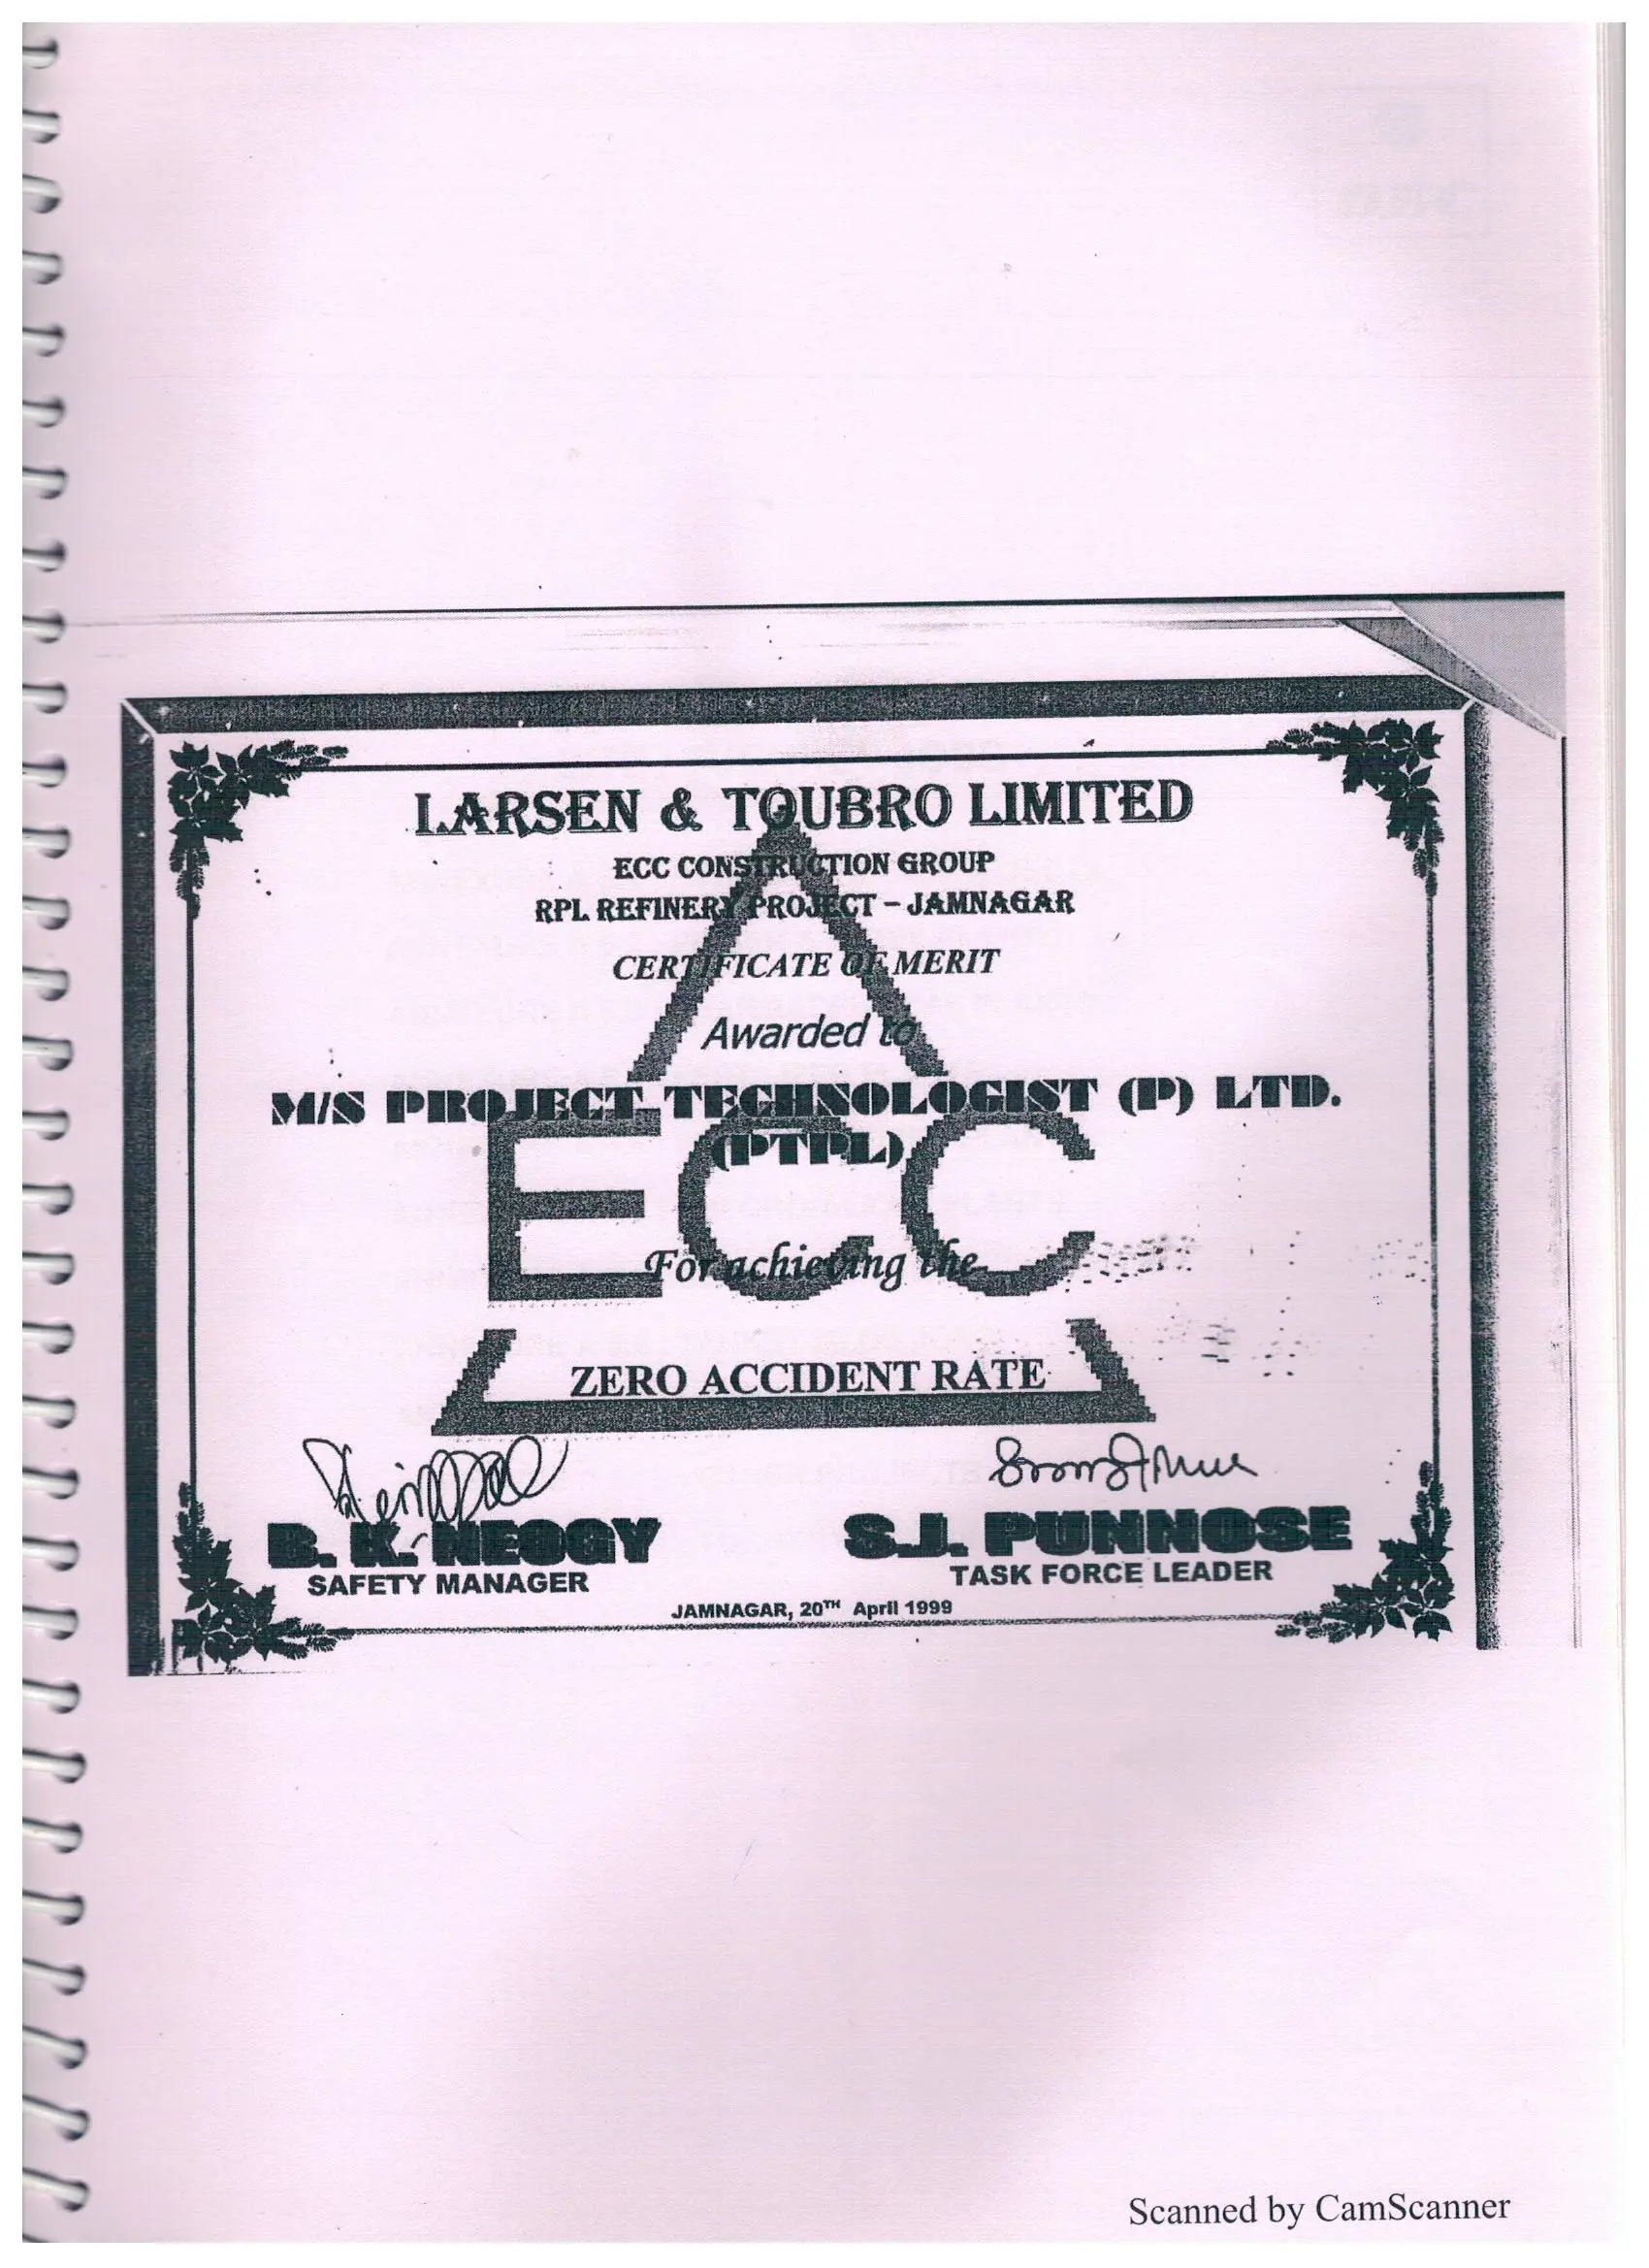 LARSEN & TOUBRO LIMITED
ECC CONSTRUCTION GROUP
RPL REFINERY PROJECT – JAMNAGAR
CERTIFICATE OF MERIT
Awarded to
M/S PROJECT TECHNOLOGIST (P) LTD.
(PTPL)
ECC
For achieving the
ZERO ACCIDENT RATE
B. K. NEOGY
SAFETY MANAGER
S.J. PUNNOSE
TASK FORCE LEADER
JAMNAGAR, 20TH April 1999
Scanned by CamScanner